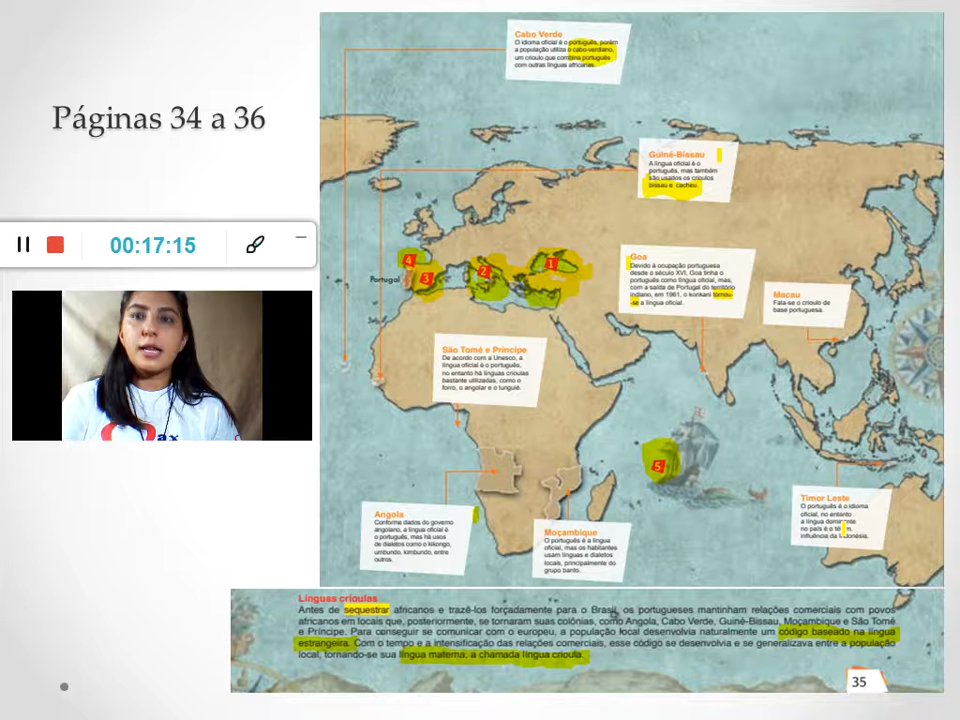 Páginas 34 a 36
00:17:15
Cabo Verde
O idioma oficial é o português, porém
a população utiliza o cabo-verdiano,
um crioulo que combina português
com outras línguas africanas.
Guiné-Bissau
A língua oficial é o
português, mas também
são usados os crioulos
bissau e cacheu.
4
3
2
1
Portugal
Goa
Devido à ocupação portuguesa
desde o século XVI, Goa tinha o
português como língua oficial, mas,
com a saída de Portugal do território
indiano, em 1961, o konkani tornou-
-se a língua oficial.
Macau
Fala-se o crioulo de
base portuguesa.
São Tomé e Príncipe
De acordo com a Unesco, a
língua oficial é o português,
no entanto há línguas crioulas
bastante utilizadas, como o
forro, o angolar e o lunguié.
5
Angola
Conforme dados do governo
angolano, a língua oficial é
o português, mas há usos
de dialetos como o kikongo,
umbundo, kimbundo, entre
outros.
Moçambique
O português é a língua
oficial, mas os habitantes
usam línguas e dialetos
locais, principalmente do
grupo banto.
Timor Leste
O português é o idioma
oficial, no entanto
a língua
no país é o
influência da
Línguas crioulas
Antes de sequestrar africanos e trazê-los forçadamente para o Brasil, os portugueses mantinham relações comerciais com povos
africanos em locais que, posteriormente, se tornaram suas colônias, como Angola, Cabo Verde, Guiné-Bissau, Moçambique e São Tomé
e Príncipe. Para conseguir se comunicar com o europeu, a população local desenvolvia naturalmente um código baseado na língua
estrangeira. Com o tempo e a intensificação das relações comerciais, esse código se desenvolvia e se generalizava entre a população
local, tornando-se sua língua materna, a chamada língua crioula.
35